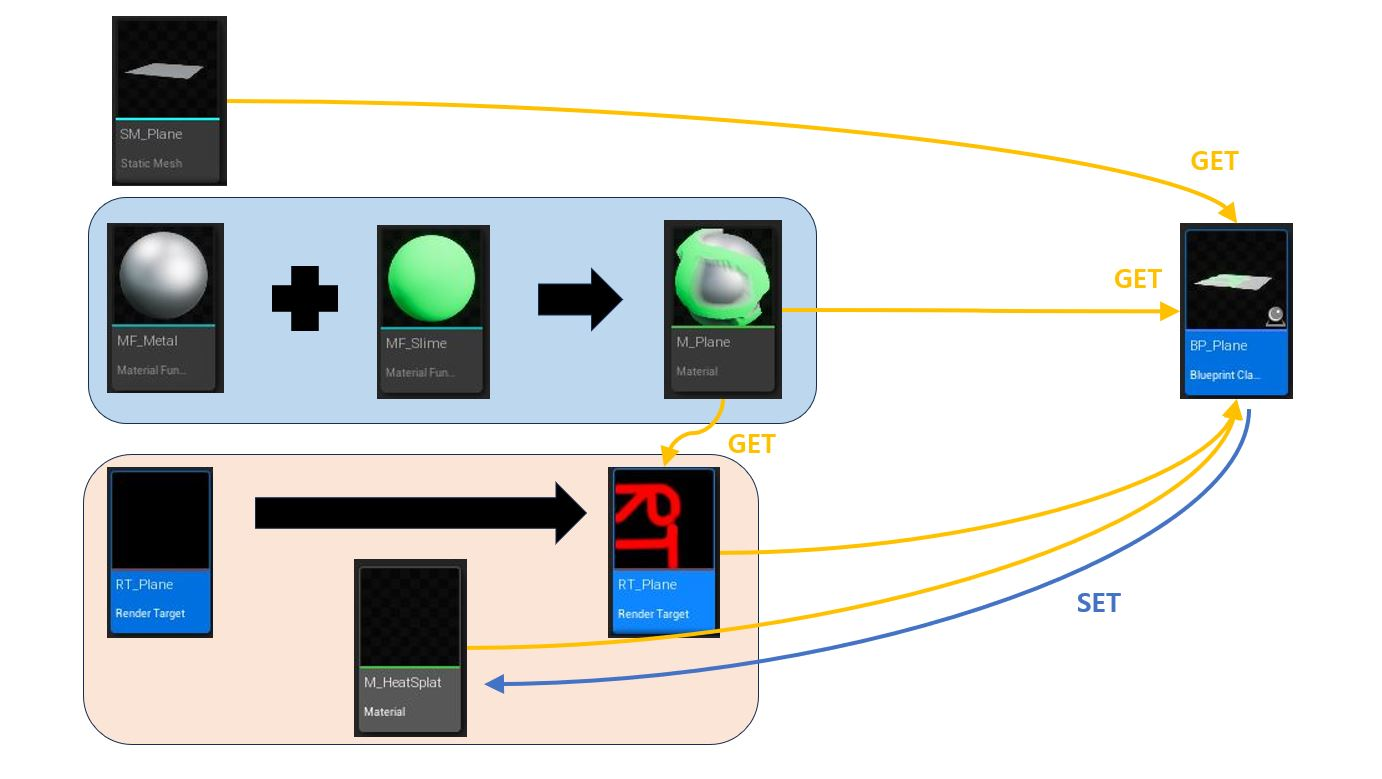 SM_Plane
Static Mesh
GET
MF_Metal
Material Fun...
MF_Slime
Material Fun...
M_Plane
Material
GET
BP_Plane
Blueprint Cla...
GET
RT_Plane
Render Target
RT
RT_Plane
Render Target
M_HeatSplat
Material
SET